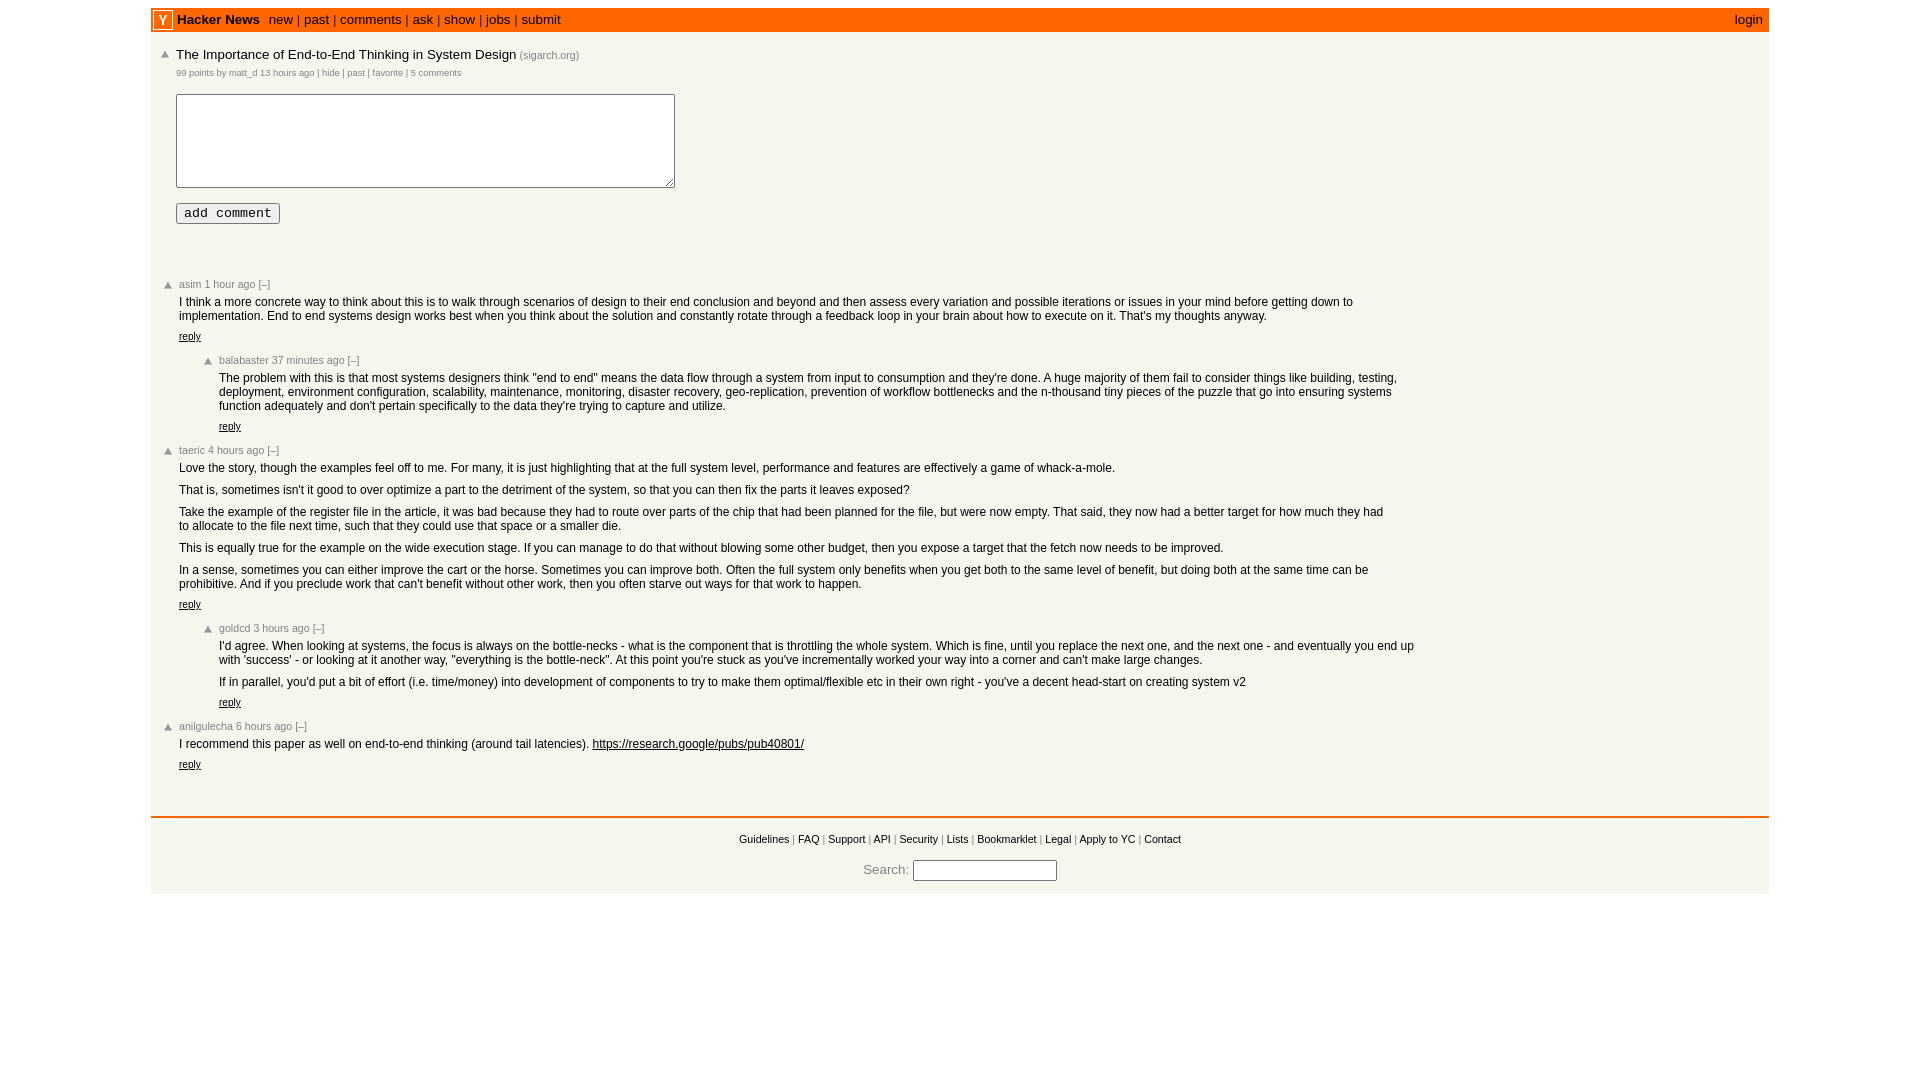 Y Hacker News new | past | comments | ask | show | jobs | submit login
The Importance of End-to-End Thinking in System Design (sigarch.org)
99 points by matt_d 13 hours ago | hide | past | favorite | 5 comments
add comment
asim 1 hour ago [–]
I think a more concrete way to think about this is to walk through scenarios of design to their end conclusion and beyond and then assess every variation and possible iterations or issues in your mind before getting down to
implementation. End to end systems design works best when you think about the solution and constantly rotate through a feedback loop in your brain about how to execute on it. That's my thoughts anyway.
reply
balabaster 37 minutes ago [–]
The problem with this is that most systems designers think "end to end" means the data flow through a system from input to consumption and they're done. A huge majority of them fail to consider things like building, testing,
deployment, environment configuration, scalability, maintenance, monitoring, disaster recovery, geo-replication, prevention of workflow bottlenecks and the n-thousand tiny pieces of the puzzle that go into ensuring systems
function adequately and don't pertain specifically to the data they're trying to capture and utilize.
reply
taeric 4 hours ago [–]
Love the story, though the examples feel off to me. For many, it is just highlighting that at the full system level, performance and features are effectively a game of whack-a-mole.
That is, sometimes isn't it good to over optimize a part to the detriment of the system, so that you can then fix the parts it leaves exposed?
Take the example of the register file in the article, it was bad because they had to route over parts of the chip that had been planned for the file, but were now empty. That said, they now had a better target for how much they had
to allocate to the file next time, such that they could use that space or a smaller die.
This is equally true for the example on the wide execution stage. If you can manage to do that without blowing some other budget, then you expose a target that the fetch now needs to be improved.
In a sense, sometimes you can either improve the cart or the horse. Sometimes you can improve both. Often the full system only benefits when you get both to the same level of benefit, but doing both at the same time can be
prohibitive. And if you preclude work that can't benefit without other work, then you often starve out ways for that work to happen.
reply
goldcd 3 hours ago [–]
I'd agree. When looking at systems, the focus is always on the bottle-necks - what is the component that is throttling the whole system. Which is fine, until you replace the next one, and the next one - and eventually you end up
with 'success' - or looking at it another way, "everything is the bottle-neck". At this point you're stuck as you've incrementally worked your way into a corner and can't make large changes.
If in parallel, you'd put a bit of effort (i.e. time/money) into development of components to try to make them optimal/flexible etc in their own right - you've a decent head-start on creating system v2
reply
anilgulecha 6 hours ago [–]
I recommend this paper as well on end-to-end thinking (around tail latencies). https://research.google/pubs/pub40801/
reply
Guidelines | FAQ | Support | API | Security | Lists | Bookmarklet | Legal | Apply to YC | Contact
Search: